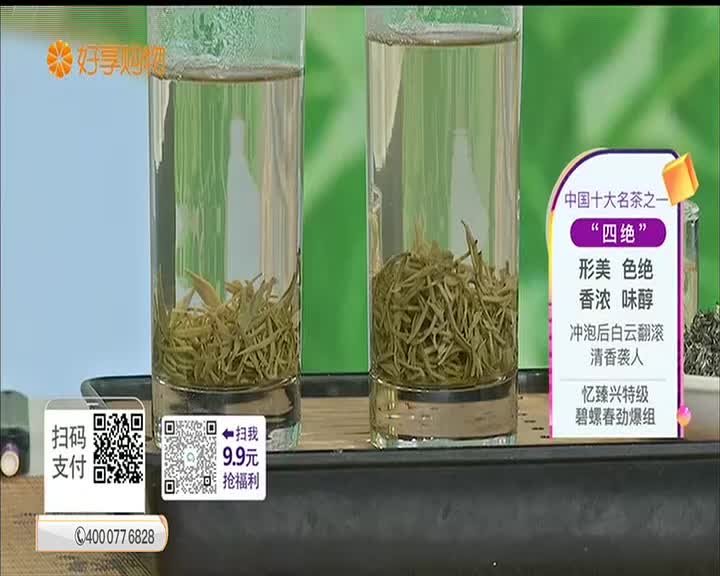 好享购物
中国十大名茶之一
“四绝”
形美 色绝
香浓 味醇
冲泡后白云翻滚
清香袭人
忆臻兴特级
碧螺春劲爆组
扫码
支付
扫我
9.9元
抢福利
400 077 6828